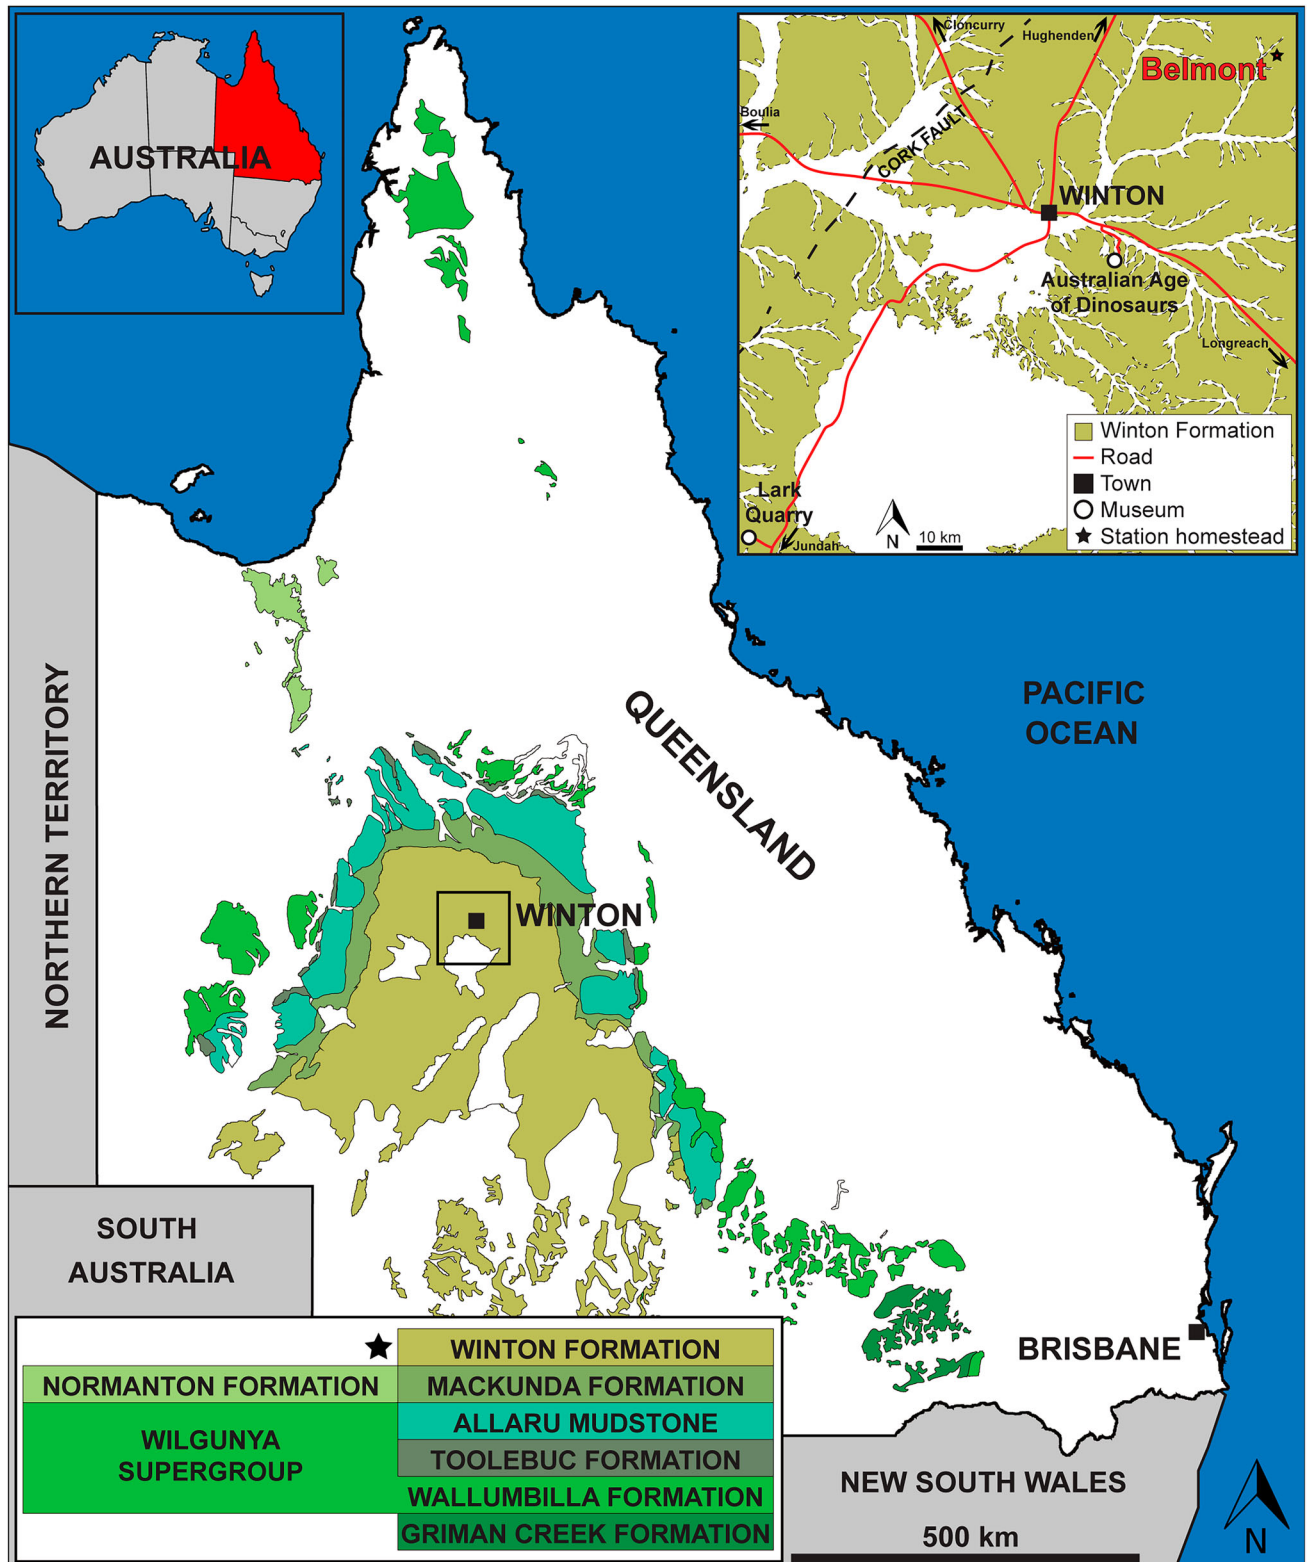 AUSTRALIA
Cloncurry
Hughenden
Belmont
Boulia
CORK FAULT
WINTON
Australian Age
of Dinosaurs
Longreach
Winton Formation
Road
Town
Museum
Station homestead
Lark
Quarry
Jundah
N
10 km
PACIFIC
OCEAN
QUEENSLAND
NORTHERN TERRITORY
WINTON
SOUTH
AUSTRALIA
BRISBANE
WINTON FORMATION
NORMANTON FORMATION
MACKUNDA FORMATION
WILGUNYA
SUPERGROUP
ALLARU MUDSTONE
TOOLEBUC FORMATION
WALLUMBILLA FORMATION
GRIMAN CREEK FORMATION
NEW SOUTH WALES
500 km
N